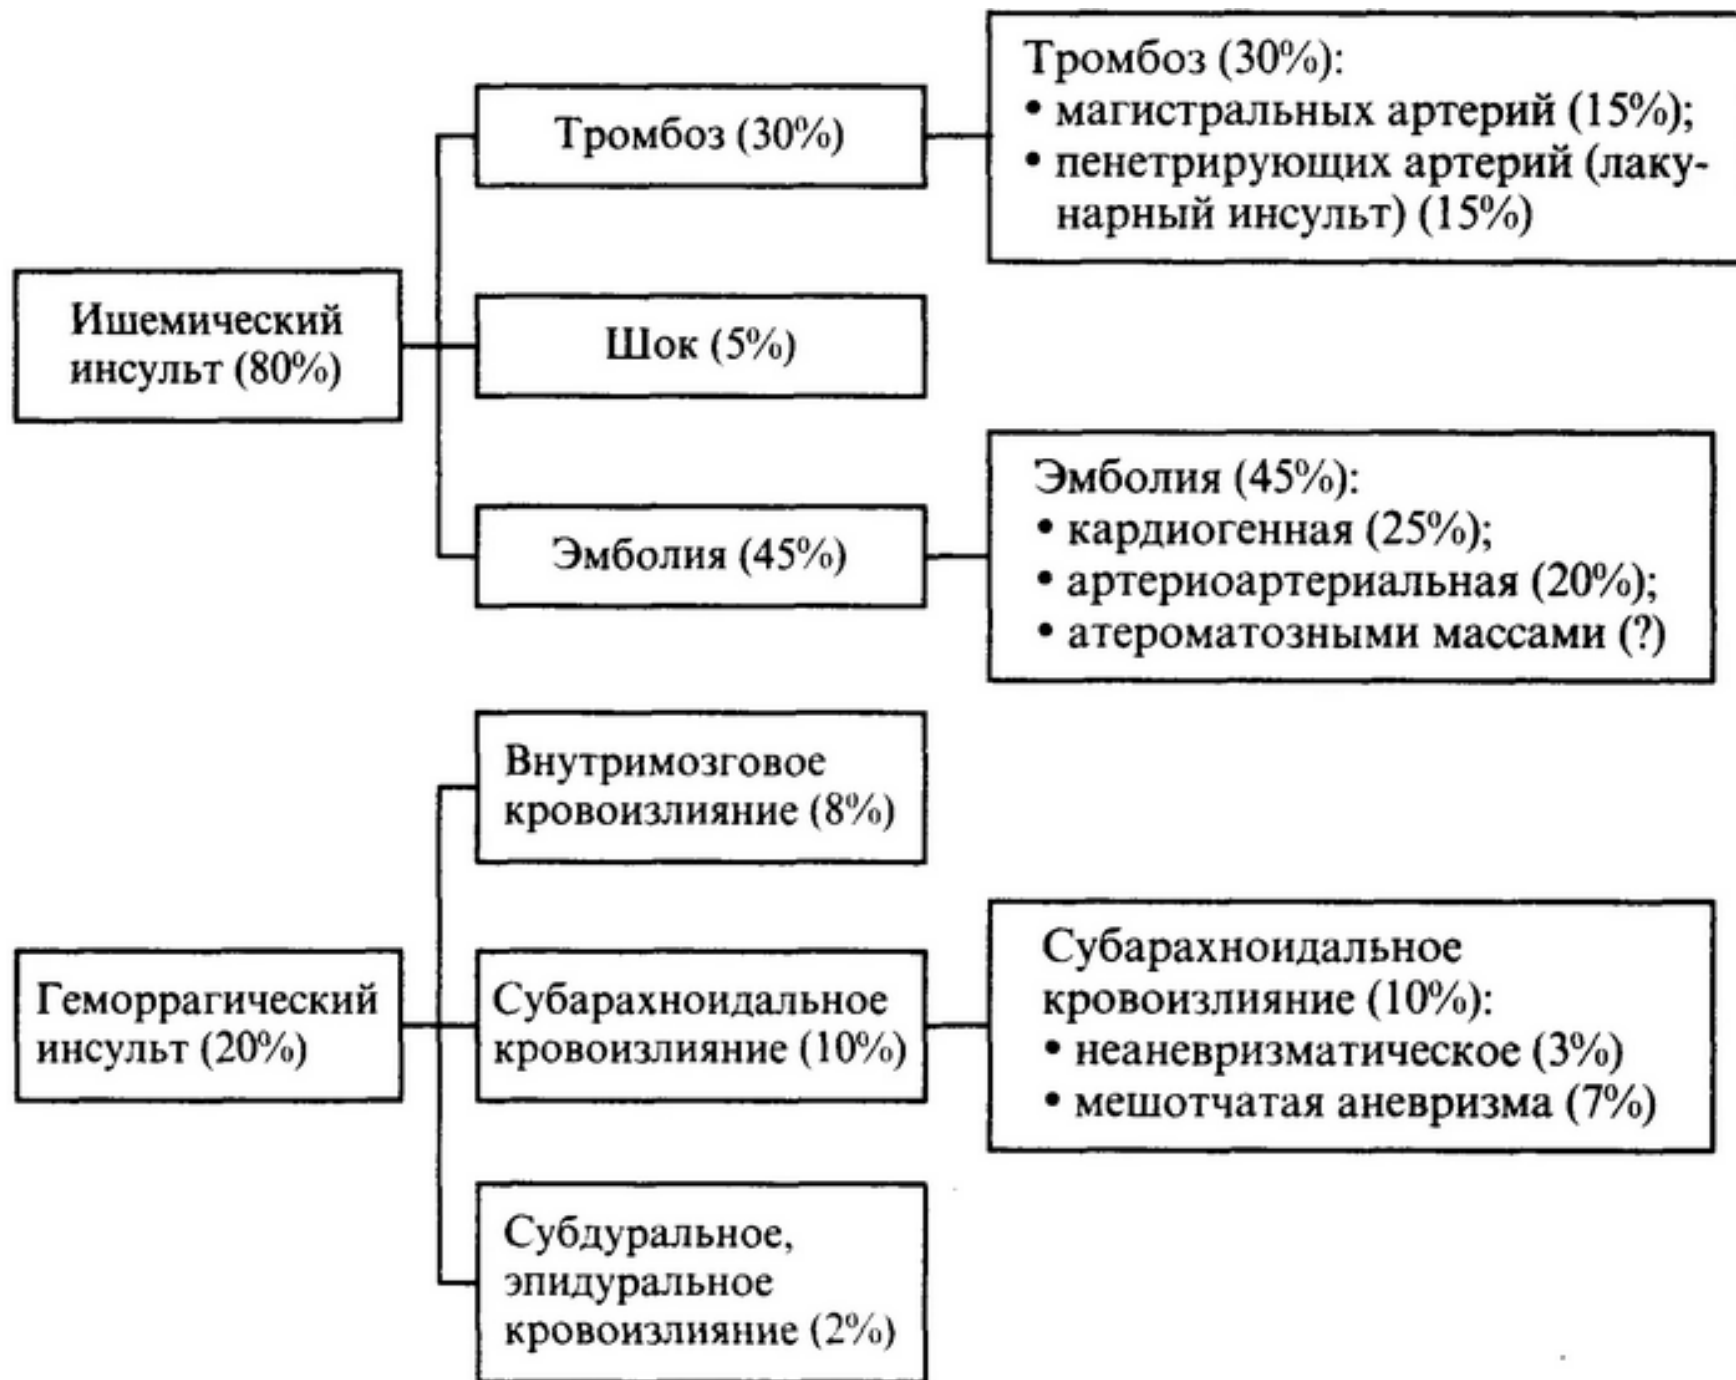 Тромбоз (30%)
Тромбоз (30%):
• магистральных артерий (15%);
• пенетрирующих артерий (лаку-
нарный инсульт) (15%)
Ишемический
инсульт (80%)
Шок (5%)
Эмболия (45%)
Эмболия (45%):
• кардиогенная (25%);
• артериоартериальная (20%);
• атероматозными массами (?)
Внутримозговое
кровоизлияние (8%)
Геморрагический
инсульт (20%)
Субарахноидальное
кровоизлияние (10%)
Субарахноидальное
кровоизлияние (10%):
• неаневризматическое (3%)
• мешотчатая аневризма (7%)
Субдуральное,
эпидуральное
кровоизлияние (2%)